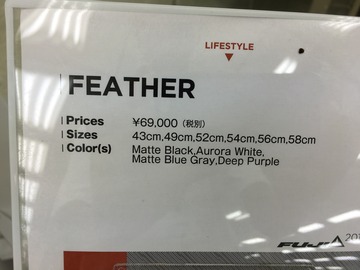 LIFESTYLE
FEATHER
Prices ¥69,000 (税別)
Sizes 43cm,49cm,52cm,54cm,56cm,58cm
Color(s) Matte Black,Aurora White,
Matte Blue Gray,Deep Purple
FUJI